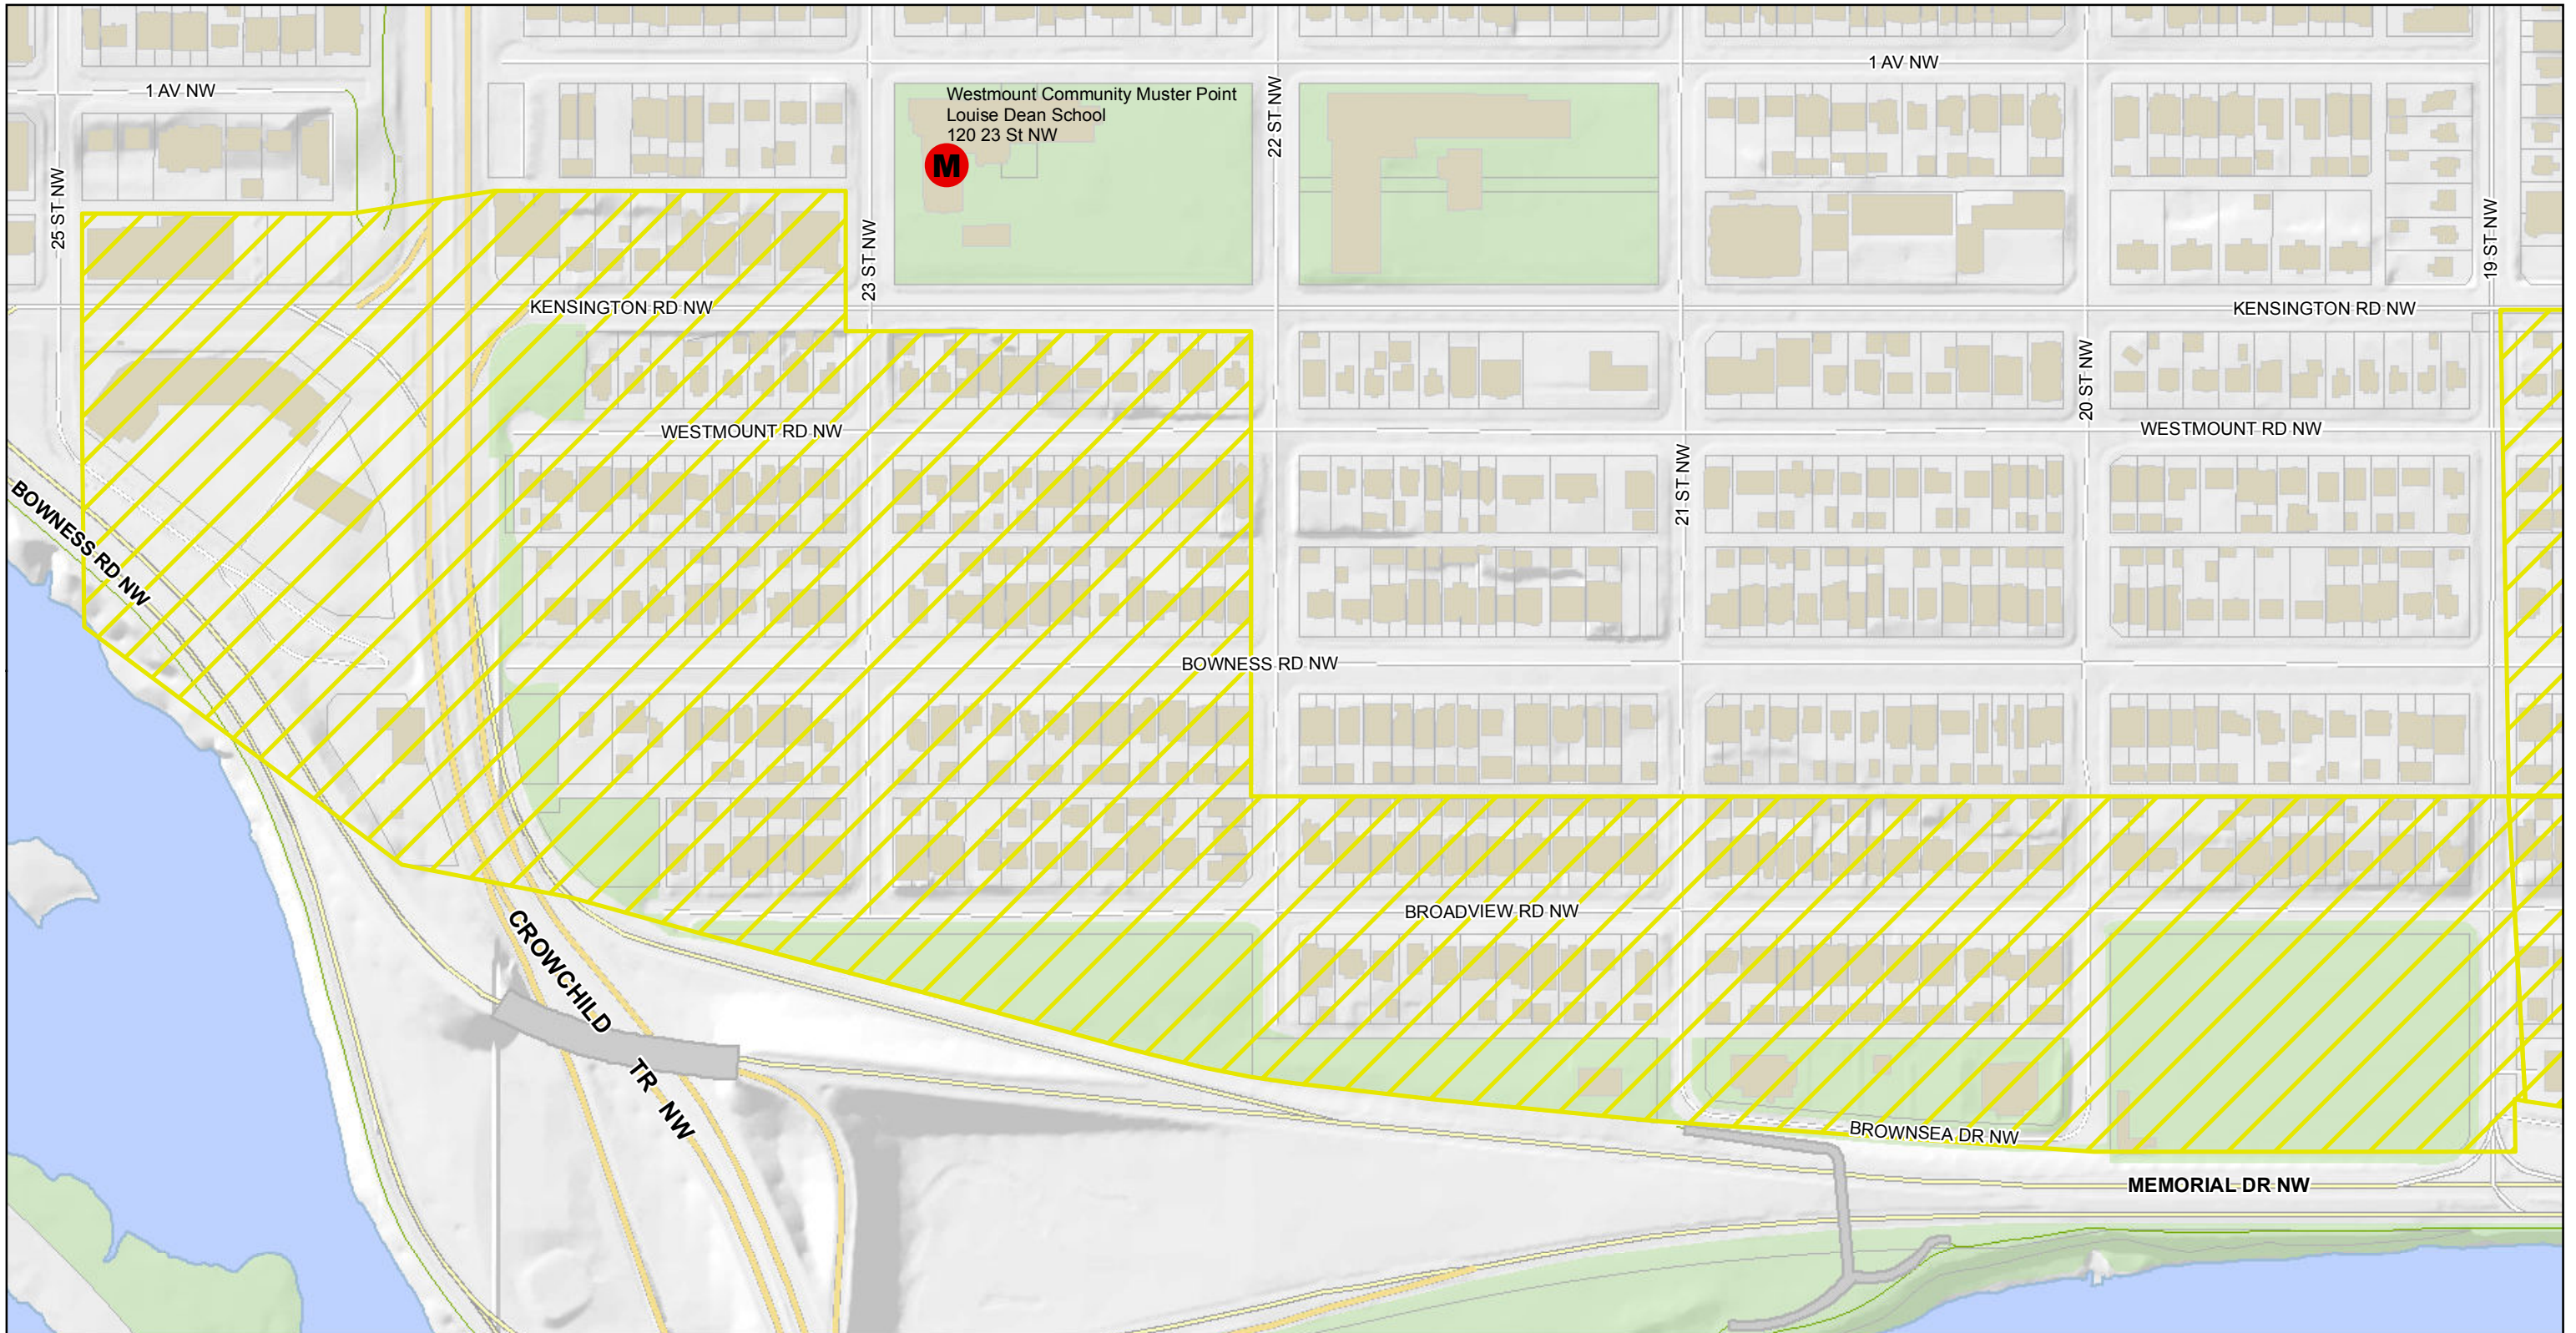 1 AV NW
1 AV NW
Westmount Community Muster Point
Louise Dean School
120 23 St NW
M
25 ST NW
23 ST NW
22 ST NW
19 ST NW
KENSINGTON RD NW
KENSINGTON RD NW
20 ST NW
WESTMOUNT RD NW
WESTMOUNT RD NW
21 ST NW
BOWNESS RD NW
BOWNESS RD NW
BROADVIEW RD NW
CROWCHILD TR NW
BROWNSEA DR NW
MEMORIAL DR NW